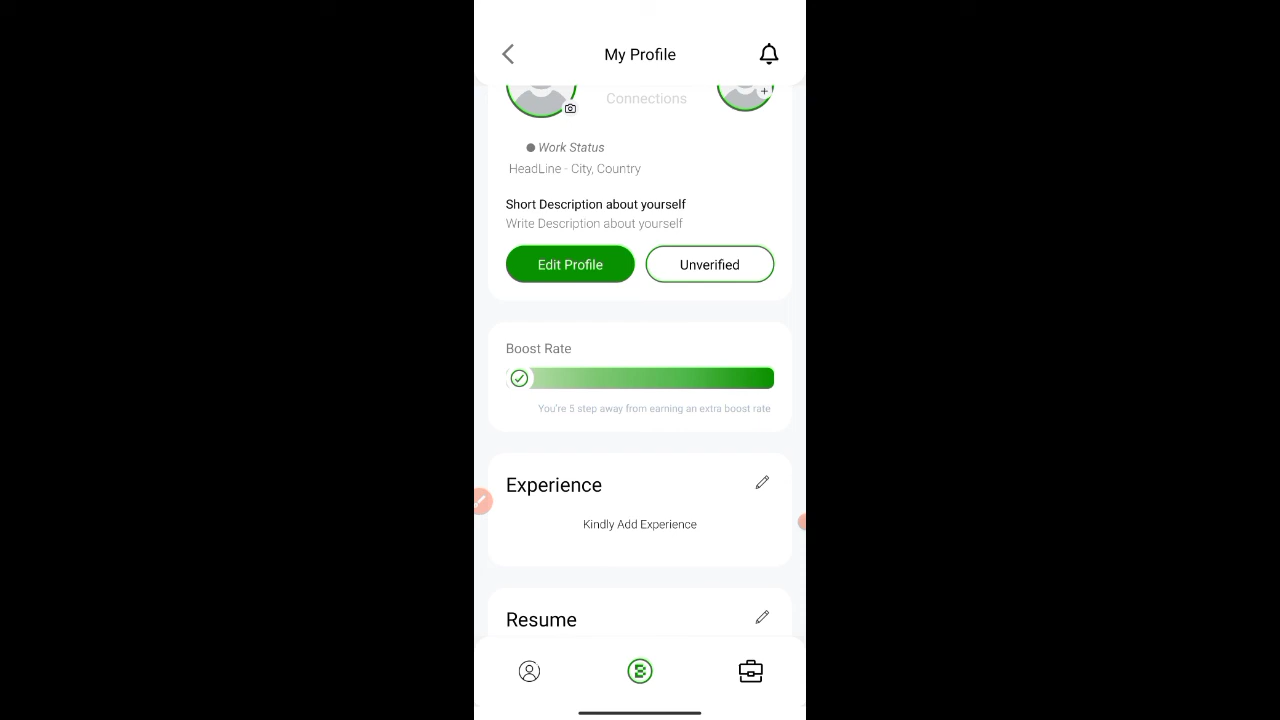 My Profile
Connections
Work Status
HeadLine - City, Country
Short Description about yourself
Write Description about yourself
Edit Profile
Unverified
Boost Rate
You're 5 step away from earning an extra boost rate
Experience
Kindly Add Experience
Resume